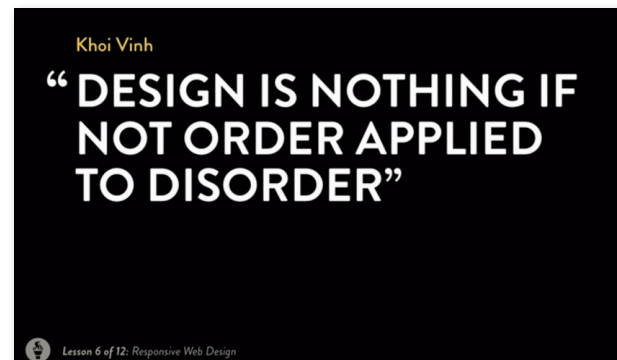 Khoi Vinh
“DESIGN IS NOTHING IF
NOT ORDER APPLIED
TO DISORDER”
Lesson 6 of 12: Responsive Web Design